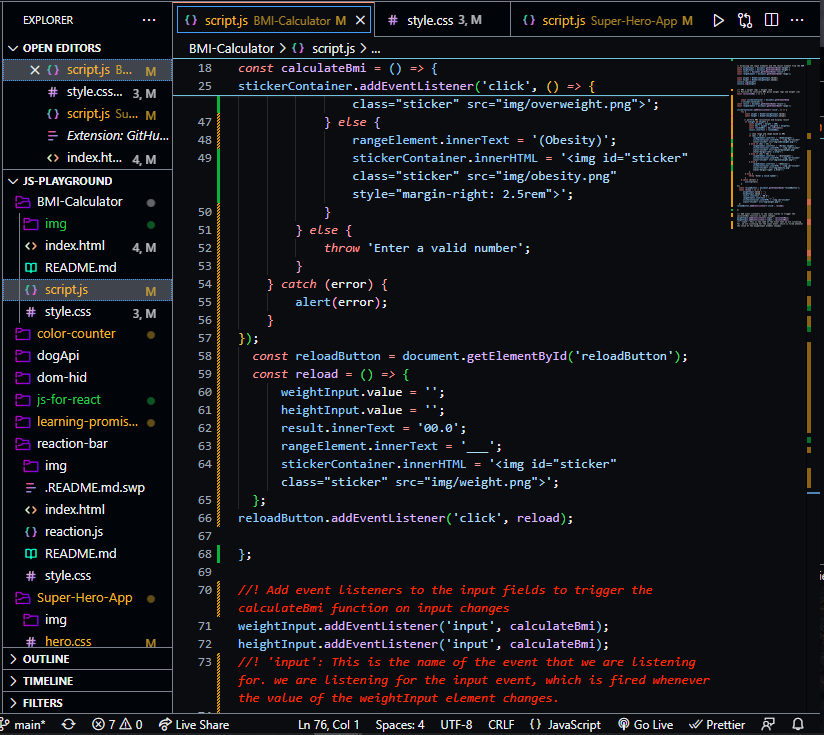 EXPLORER
OPEN EDITORS
script.js B... M
style.css... 3, M
script.js Su... M
Extension: GitHu...
index.ht... 4, M
JS-PLAYGROUND
BMI-Calculator
img
index.html 4, M
README.md
script.js M
style.css 3, M
color-counter
dogApi
dom-hid
js-for-react
learning-promis...
reaction-bar
img
.README.md.swp
index.html
reaction.js
README.md
style.css
Super-Hero-App
img
hero.css M
OUTLINE
TIMELINE
FILTERS
script.js BMI-Calculator M
style.css 3, M
script.js Super-Hero-App M
BMI-Calculator > script.js > ...
18 const calculateBmi = () => {
25 stickerContainer.addEventListener('click', () => {
class="sticker" src="img/overweight.png">';
47 } else {
48 rangeElement.innerText = '(Obesity)';
49 stickerContainer.innerHTML = '<img id="sticker"
class="sticker" src="img/obesity.png"
style="margin-right: 2.5rem">';
50 }
51 } else {
52 throw 'Enter a valid number';
53 }
54 } catch (error) {
55 alert(error);
56 }
57 });
58 const reloadButton = document.getElementById('reloadButton');
59 const reload = () => {
60 weightInput.value = '';
61 heightInput.value = '';
62 result.innerText = '00.0';
63 rangeElement.innerText = '___';
64 stickerContainer.innerHTML = '<img id="sticker"
class="sticker" src="img/weight.png">';
65 };
66 reloadButton.addEventListener('click', reload);
67
68 };
69
70 //! Add event listeners to the input fields to trigger the
calculateBmi function on input changes
71 weightInput.addEventListener('input', calculateBmi);
72 heightInput.addEventListener('input', calculateBmi);
73 //! 'input': This is the name of the event that we are listening
for. we are listening for the input event, which is fired whenever
the value of the weightInput element changes.
main* 7 0 Live Share Ln 76, Col 1 Spaces: 4 UTF-8 CRLF {} JavaScript Go Live Prettier